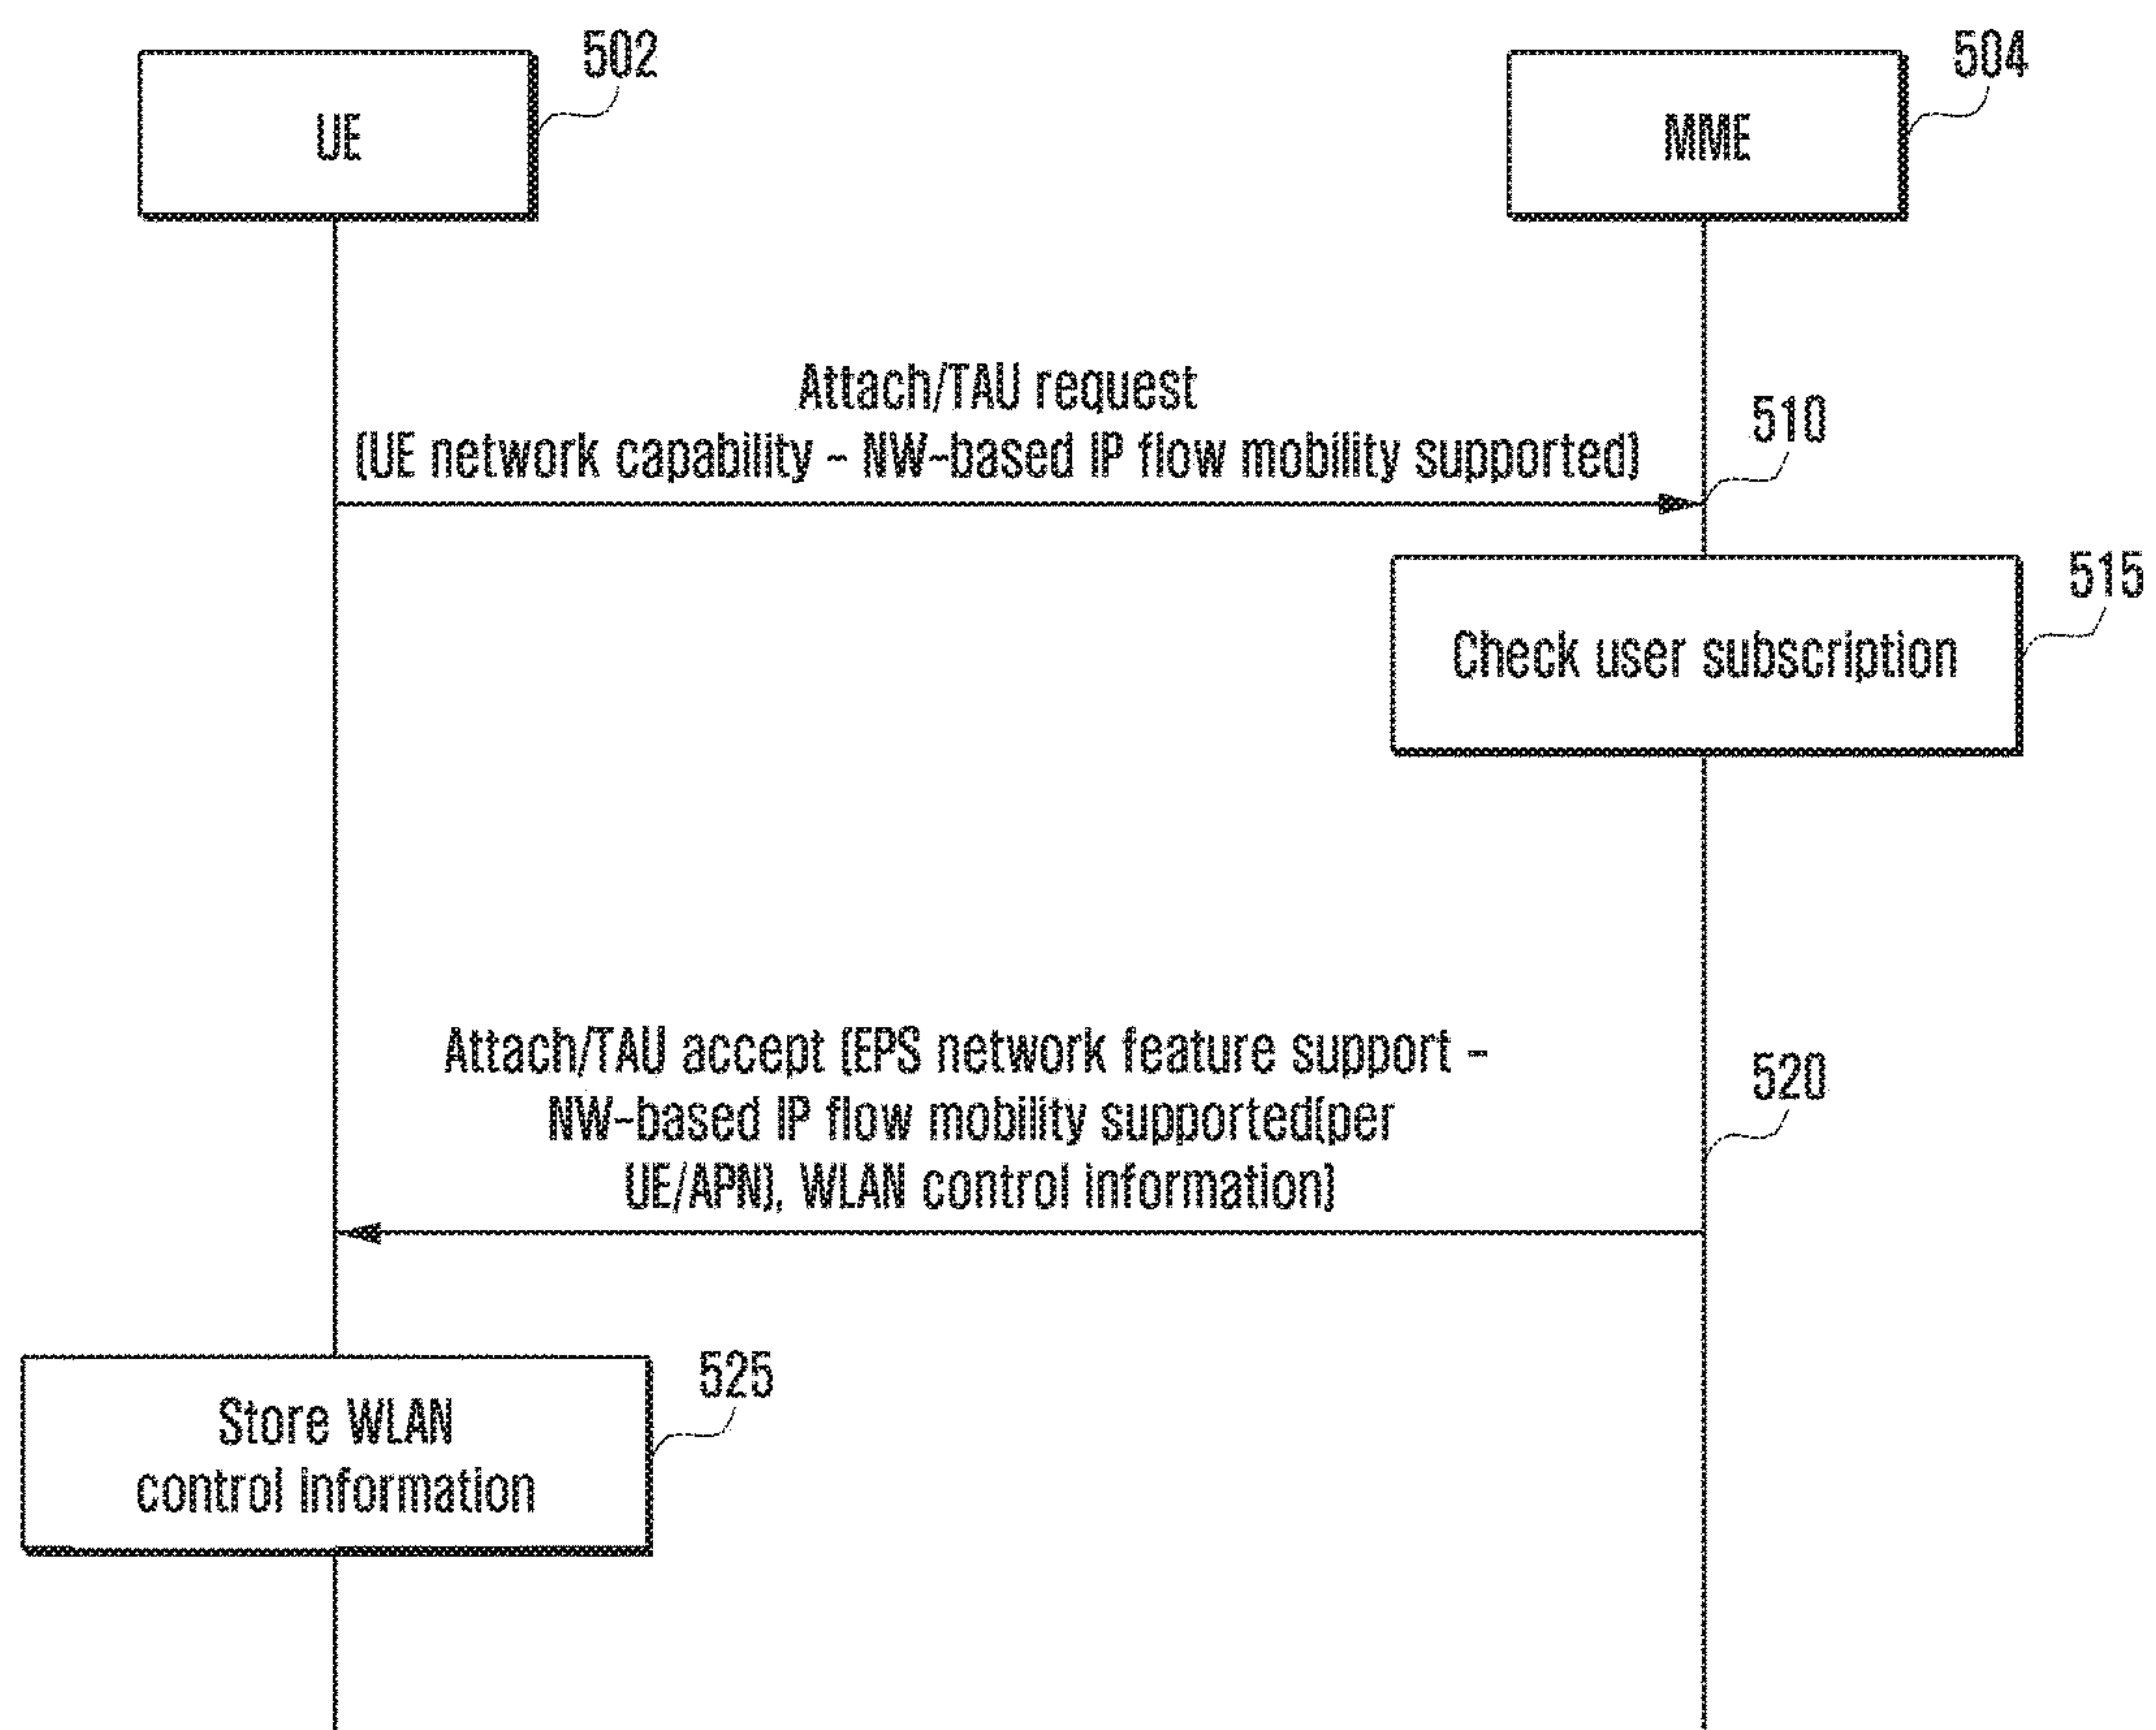 502
504
UE
MME
Attach/TAU request
510
(UE network capability - NW-based IP flow mobility supported)
515
Check user subscription
Attach/TAU accept (EPS network feature support -
520
NW-based IP flow mobility supported(per
UE/APN), WLAN control information)
525
Store WLAN
control information